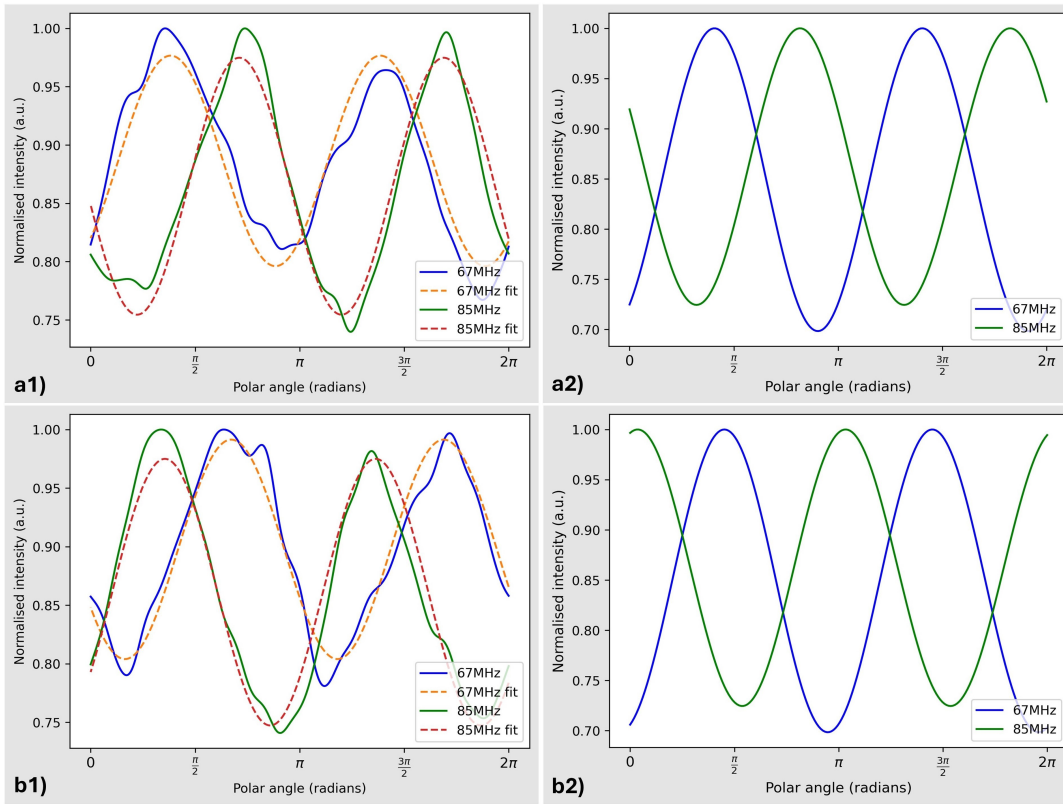 1.00
0.95
0.90
0.85
0.80
0.75
Normalised intensity (a.u.)
67MHz
67MHz fit
85MHz
85MHz fit
0
π/2
π
3π/2
2π
Polar angle (radians)
a1)
1.00
0.95
0.90
0.85
0.80
0.75
0.70
Normalised intensity (a.u.)
67MHz
85MHz
0
π/2
π
3π/2
2π
Polar angle (radians)
a2)
1.00
0.95
0.90
0.85
0.80
0.75
Normalised intensity (a.u.)
67MHz
67MHz fit
85MHz
85MHz fit
0
π/2
π
3π/2
2π
Polar angle (radians)
b1)
1.00
0.95
0.90
0.85
0.80
0.75
0.70
Normalised intensity (a.u.)
67MHz
85MHz
0
π/2
π
3π/2
2π
Polar angle (radians)
b2)